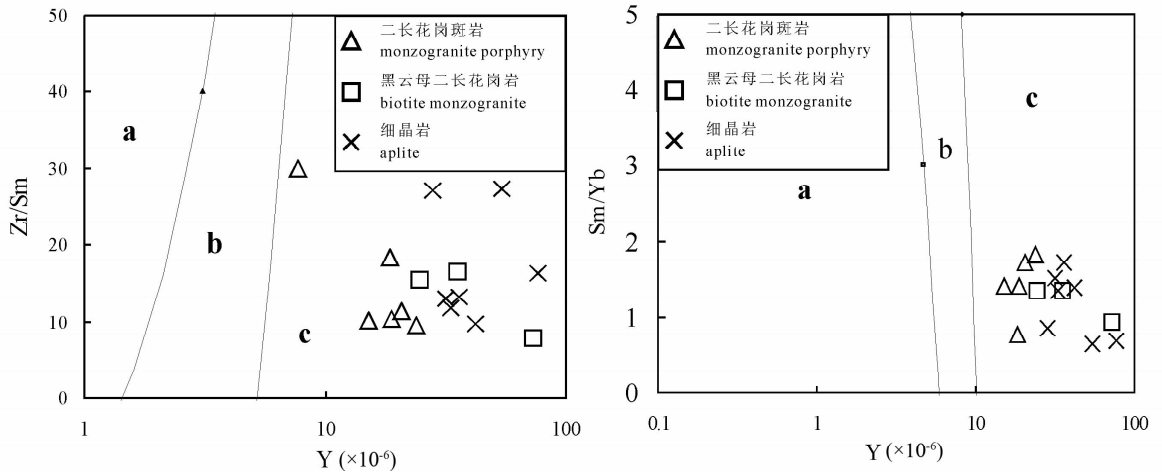 50
40
30
20
10
0
Zr/Sm
二长花岗斑岩
monzogranite porphyry
黑云母二长花岗岩
biotite monzogranite
细晶岩
aplite
a
b
c
1
10
100
Y (×10-6)
5
4
3
2
1
0
Sm/Yb
二长花岗斑岩
monzogranite porphyry
黑云母二长花岗岩
biotite monzogranite
细晶岩
aplite
c
b
a
0.1
1
10
100
Y (×10-6)